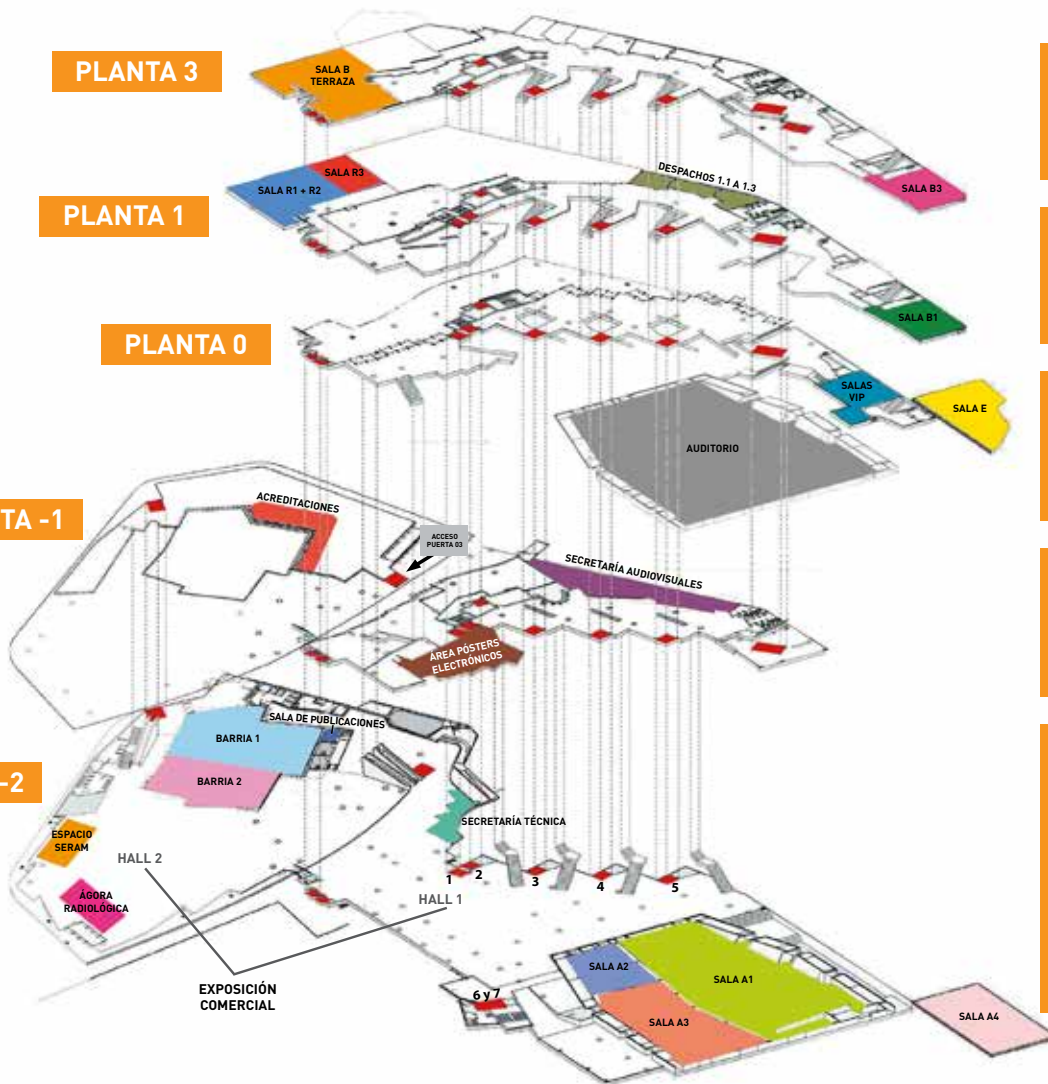 PLANTA 3
SALA B
TERRAZA
SALA B3
SALA R3
SALA R1 + R2
DESPACHOS 1.1 A 1.3
PLANTA 1
SALA B1
PLANTA 0
SALAS
VIP
SALA E
AUDITORIO
TA -1
ACREDITACIONES
ACCESO
PUERTA 03
SECRETARÍA AUDIOVISUALES
ÁREA PÓSTERS
ELECTRÓNICOS
SALA DE PUBLICACIONES
BARRIA 1
BARRIA 2
-2
SECRETARÍA TÉCNICA
ESPACIO
SERAM
HALL 2
ÁGORA
RADIOLÓGICA
HALL 1
1 2 3 4 5
EXPOSICIÓN
COMERCIAL
6 y 7
SALA A2
SALA A1
SALA A3
SALA A4